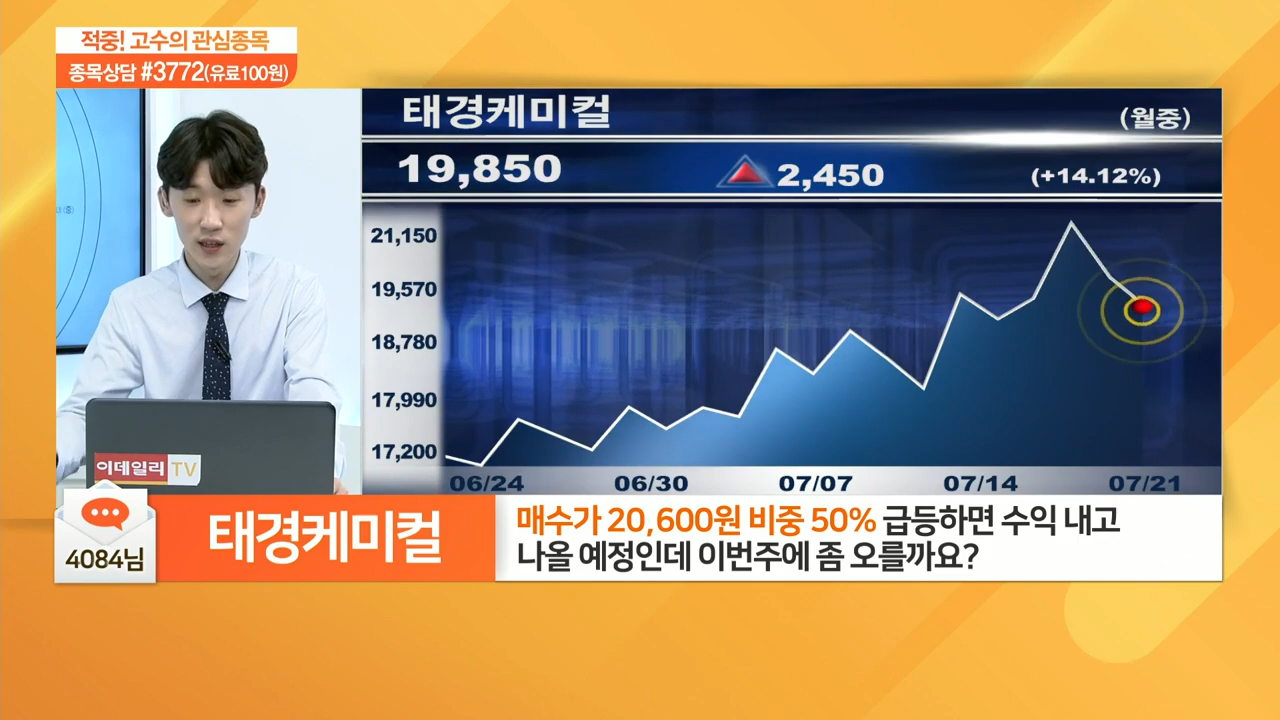 적중! 고수의 관심종목
종목상담 #3772(유료100원)
태경케미컬
(월중)
19,850
2,450
(+14.12%)
21,150
19,570
18,780
17,990
17,200
06/24
06/30
07/07
07/14
07/21
이데일리TV
4084님
태경케미컬
매수가 20,600원 비중 50% 급등하면 수익 내고
나올 예정인데 이번주에 좀 오를까요?